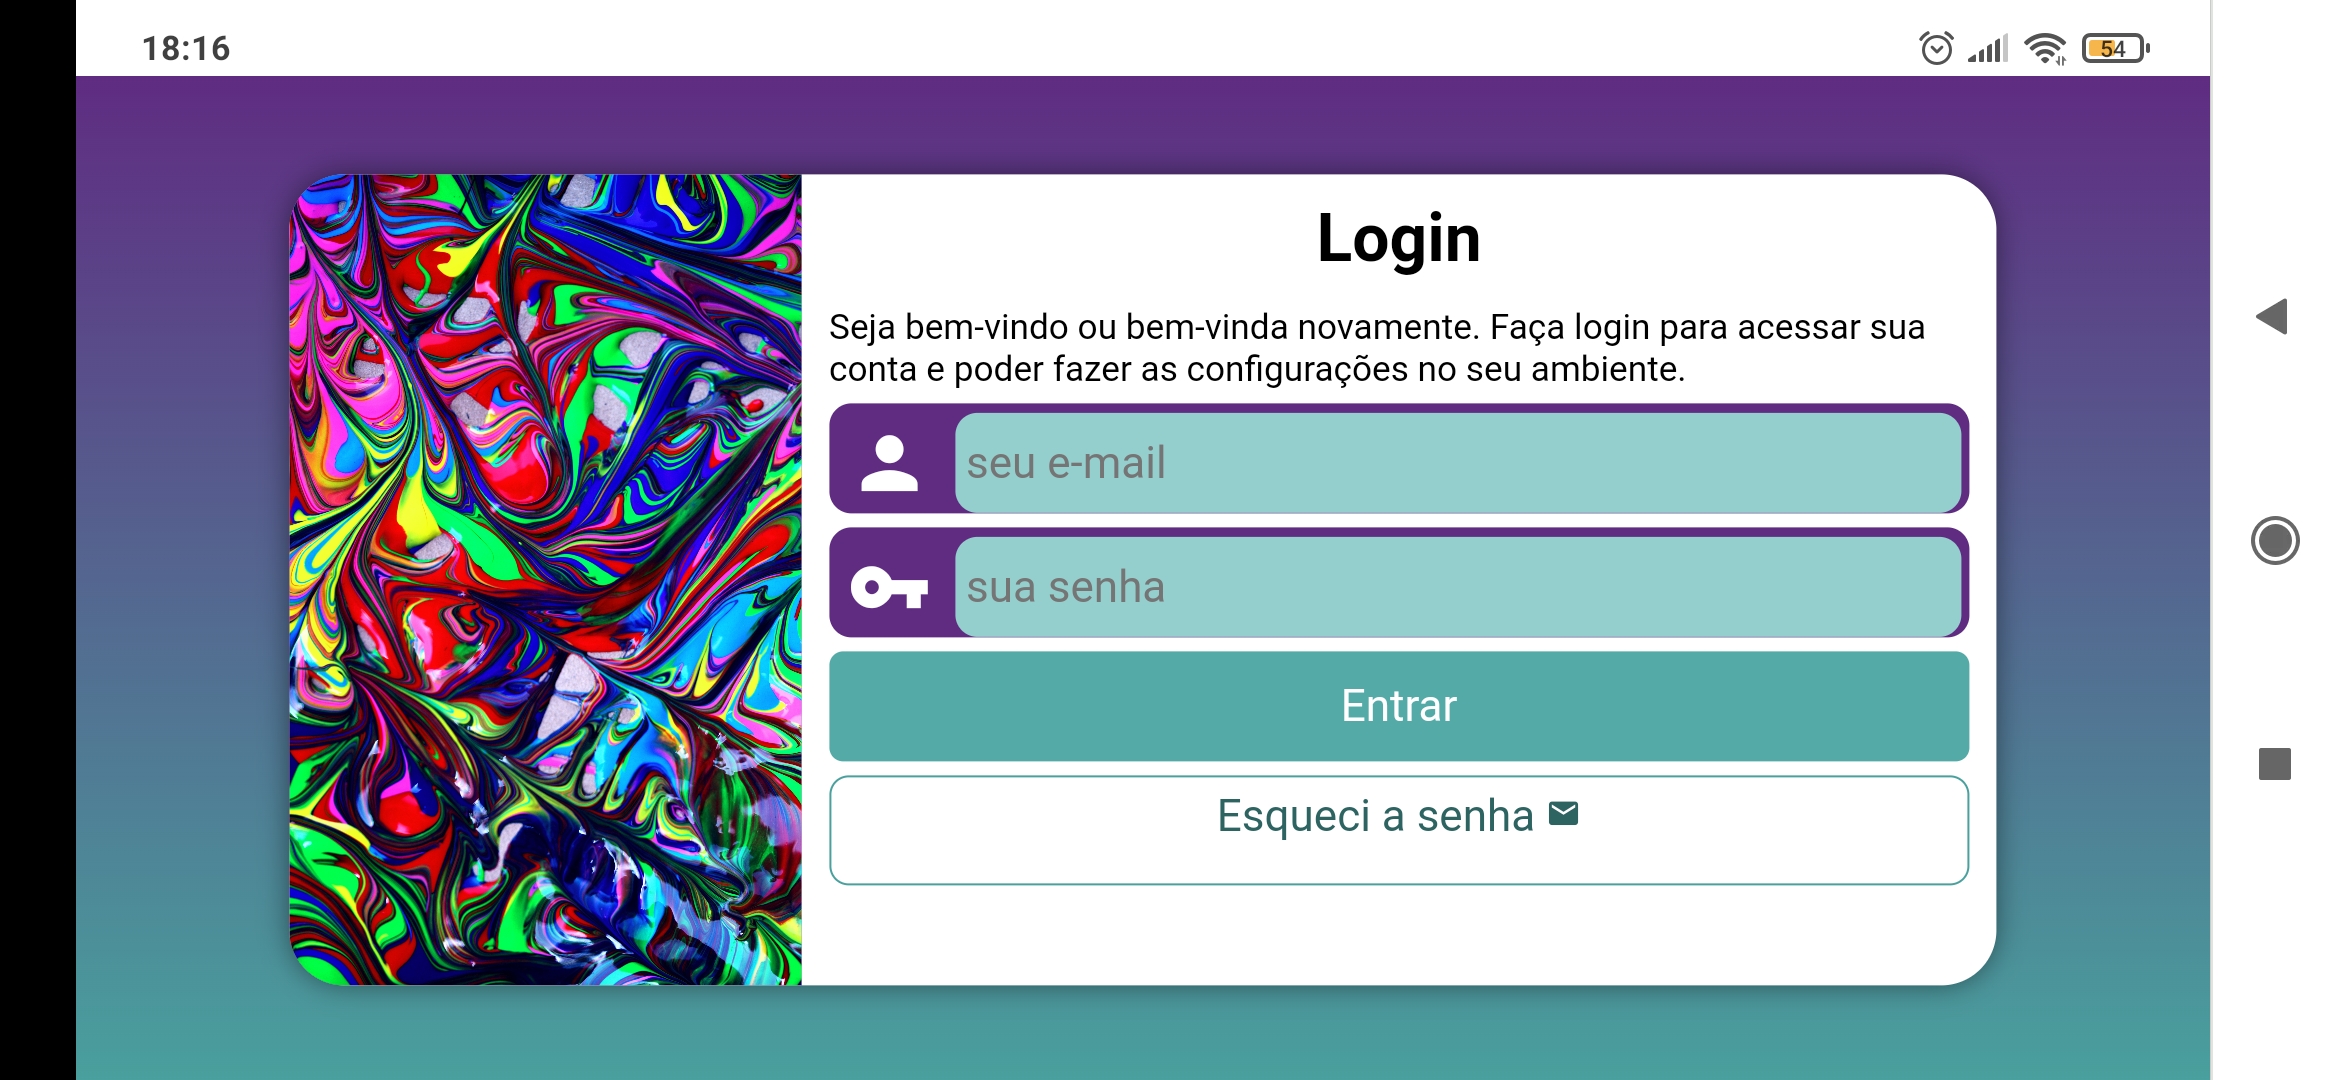 18:16
54
Login
Seja bem-vindo ou bem-vinda novamente. Faça login para acessar sua
conta e poder fazer as configurações no seu ambiente.
seu e-mail
sua senha
Entrar
Esqueci a senha